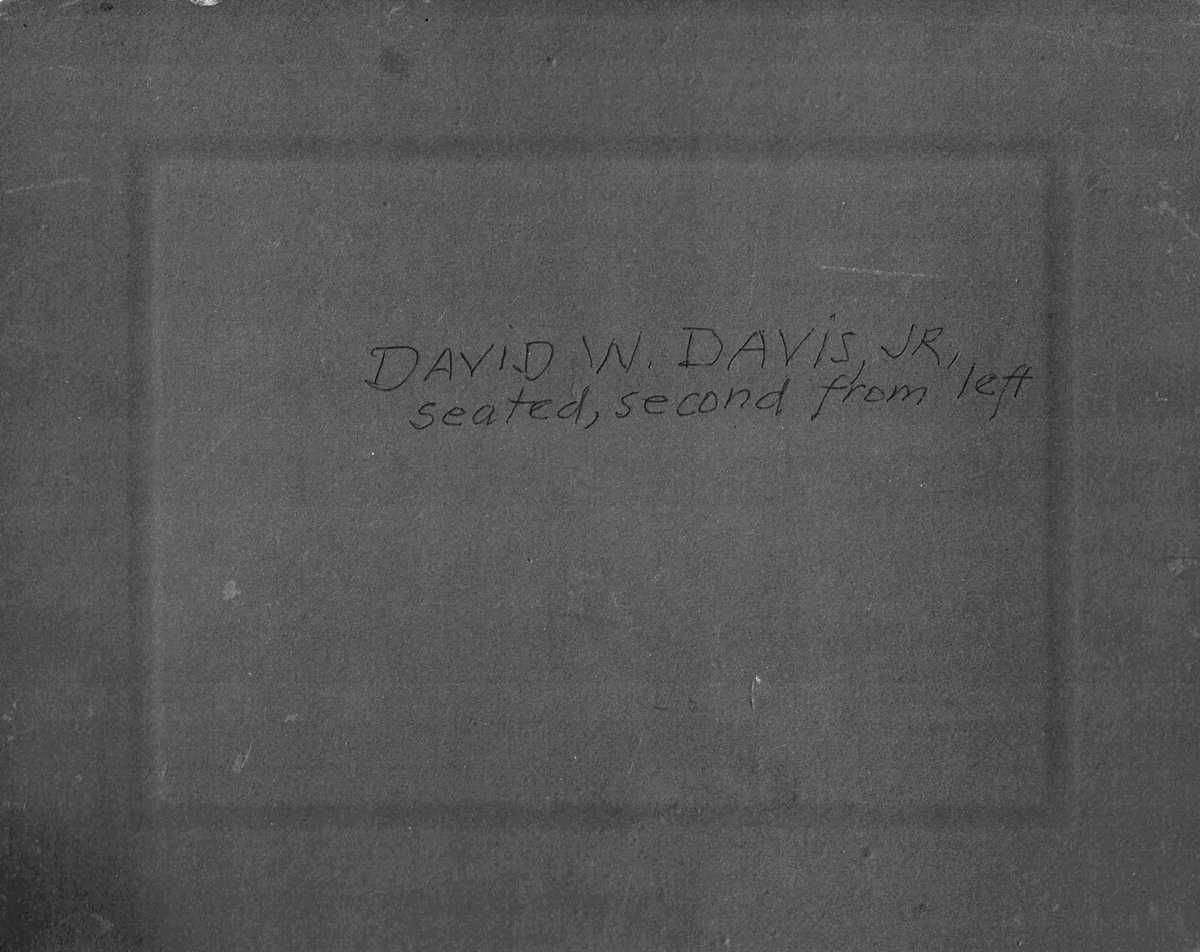 DAVID W. DAVIS, JR,
seated, second from left